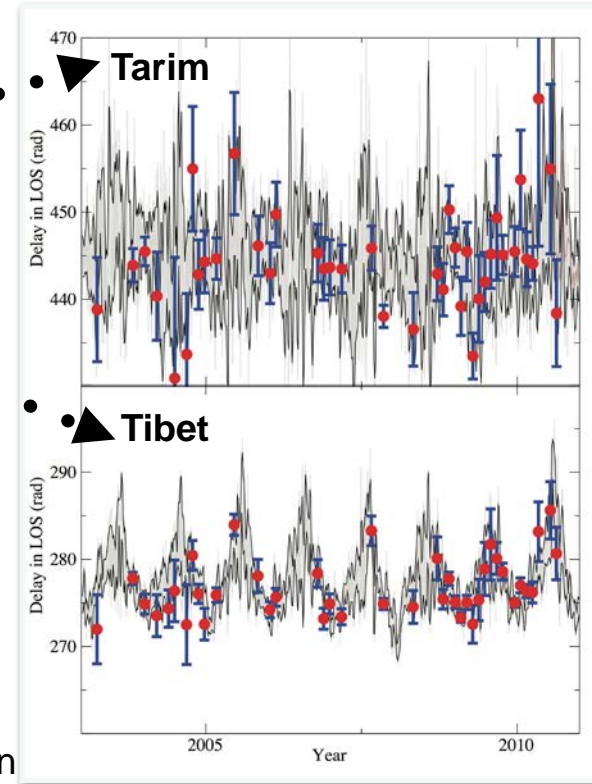 470
Tarim
460
450
440
Delay in LOS (rad)
Tibet
290
280
270
Delay in LOS (rad)
2005
2010
Year
n